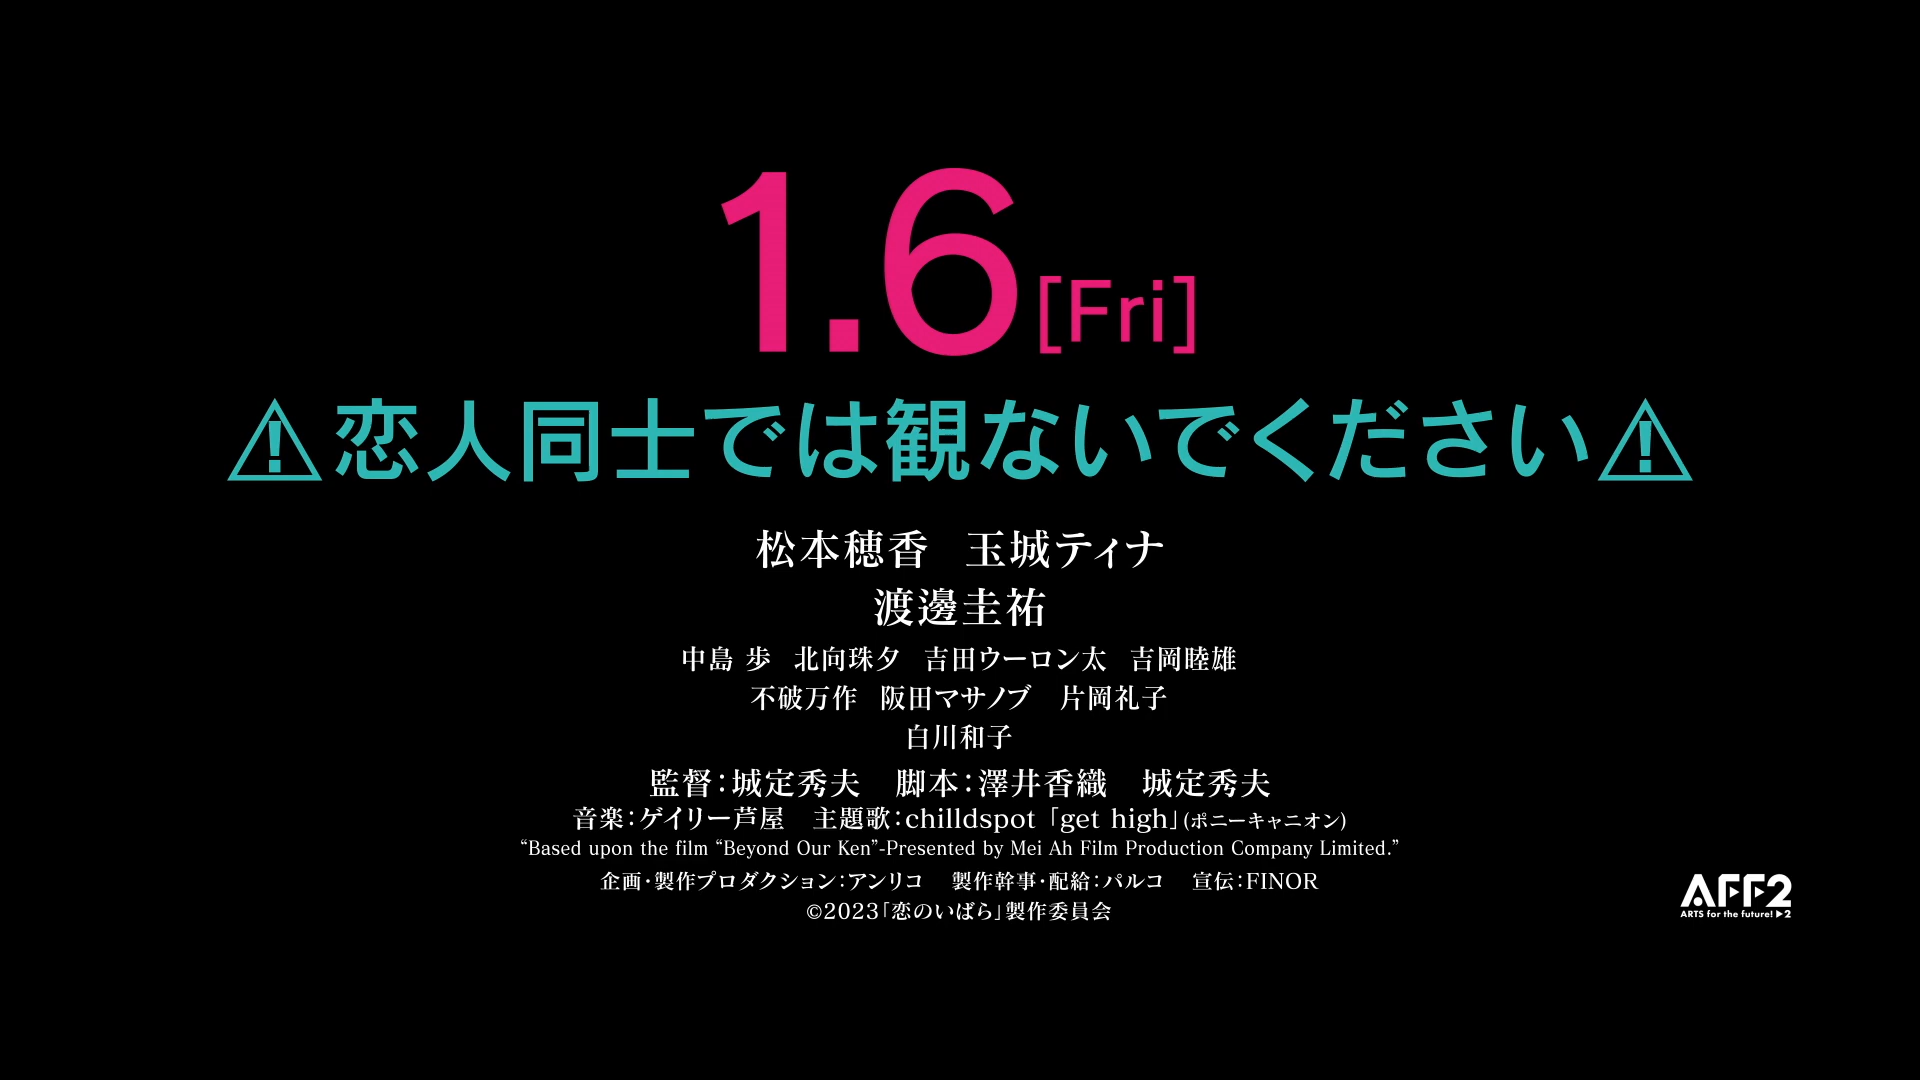 1.6[Fri]
⚠恋人同士では観ないでください⚠
松本穂香 玉城ティナ
渡邊圭祐
中島 歩 北向珠夕 吉田ウーロン太 吉岡睦雄
不破万作 阪田マサノブ 片岡礼子
白川和子
監督：城定秀夫 脚本：澤井香織 城定秀夫
音楽：ゲイリー芦屋 主題歌：chilldspot「get high」(ポニーキャニオン)
“Based upon the film “Beyond Our Ken”-Presented by Mei Ah Film Production Company Limited.”
企画・製作プロダクション：アンリコ 製作幹事・配給：パルコ 宣伝：FINOR
©2023「恋のいばら」製作委員会
AFF2
ARTS for the future! ▶2